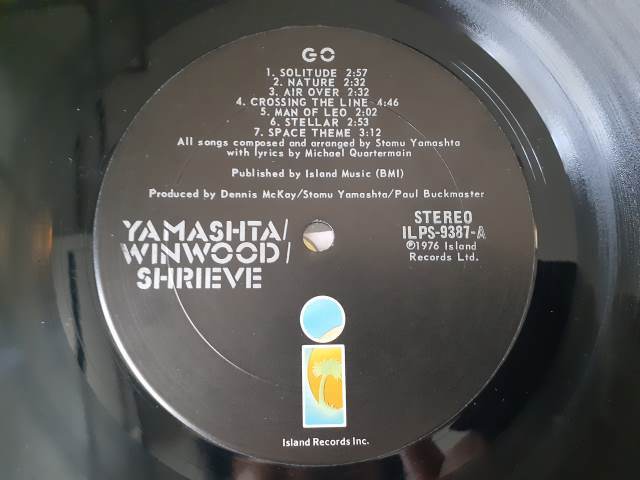 GO
1. SOLITUDE 2:57
2. NATURE 2:32
3. AIR OVER 2:32
4. CROSSING THE LINE 4:46
5. MAN OF LEO 2:02
6. STELLAR 2:53
7. SPACE THEME 3:12
All songs composed and arranged by Stomu Yamashta
with lyrics by Michael Quartermain
Published by Island Music (BMI)
Produced by Dennis McKay/Stomu Yamashta/Paul Buckmaster
YAMASHTA/
WINWOOD/
SHRIEVE
STEREO
ILPS-9387-A
©1976 Island
Records Ltd.
i
Island Records Inc.